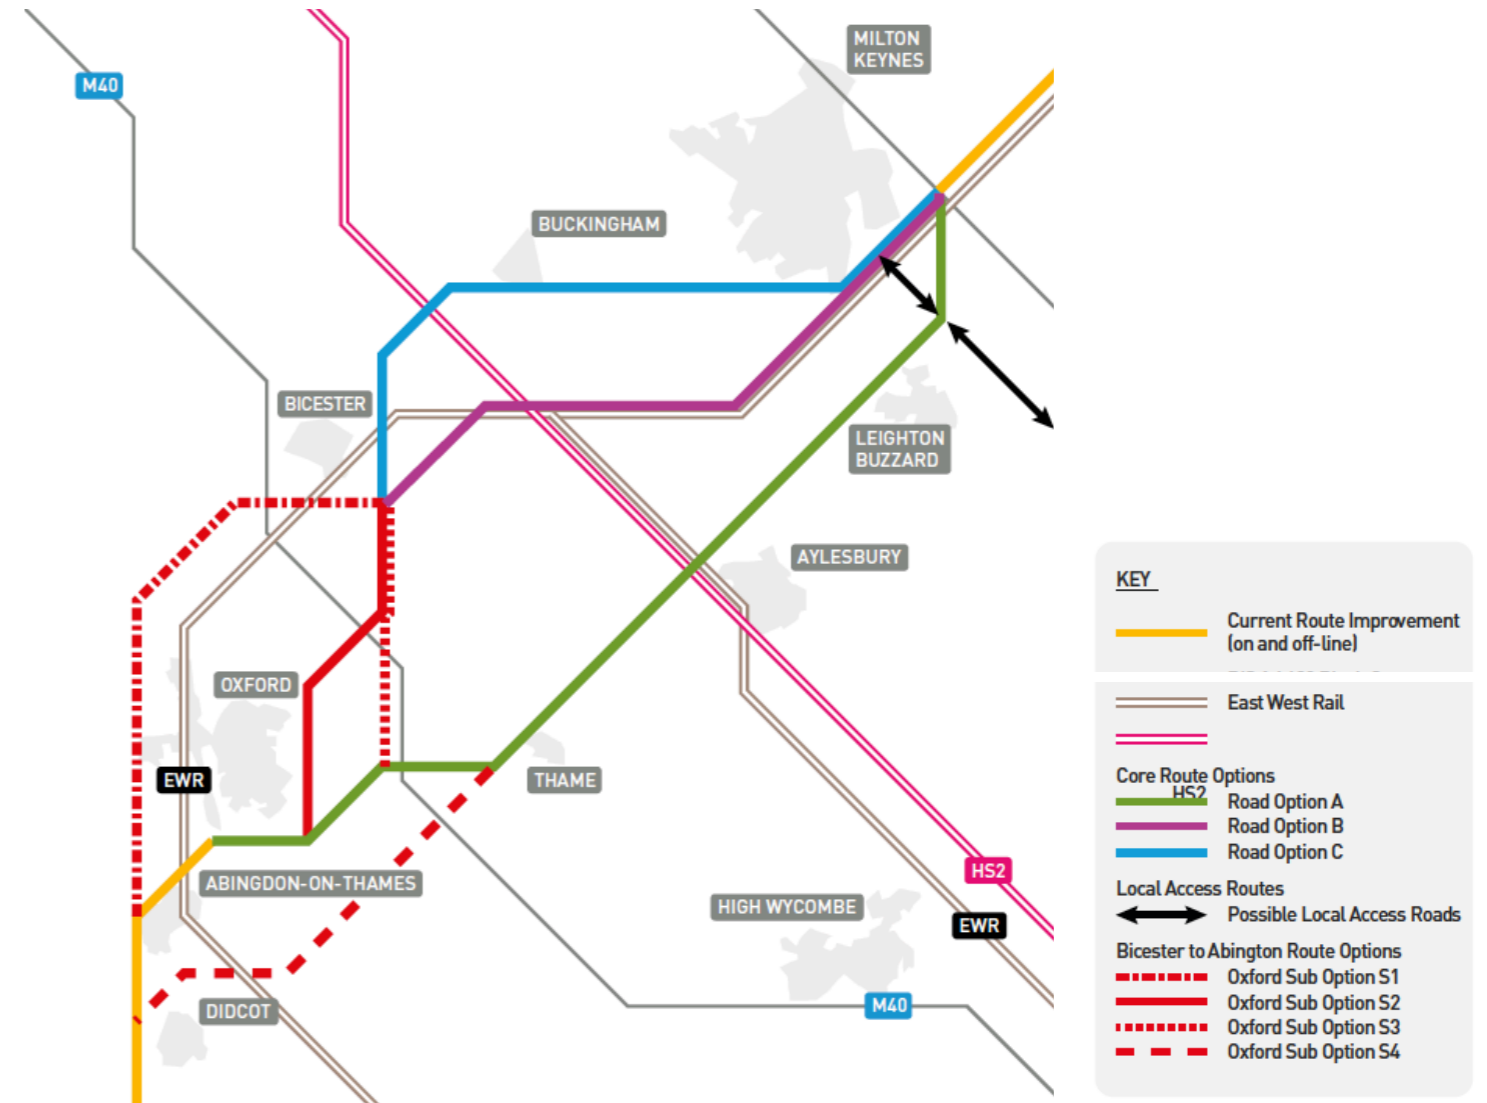 MILTON
KEYNES
M40
BUCKINGHAM
BICESTER
LEIGHTON
BUZZARD
AYLESBURY
OXFORD
EWR
THAME
ABINGDON-ON-THAMES
HS2
HIGH WYCOMBE
EWR
DIDCOT
M40
KEY
Current Route Improvement
(on and off-line)
East West Rail
Core Route Options
HS2
Road Option A
Road Option B
Road Option C
Local Access Routes
Possible Local Access Roads
Bicester to Abington Route Options
Oxford Sub Option S1
Oxford Sub Option S2
Oxford Sub Option S3
Oxford Sub Option S4